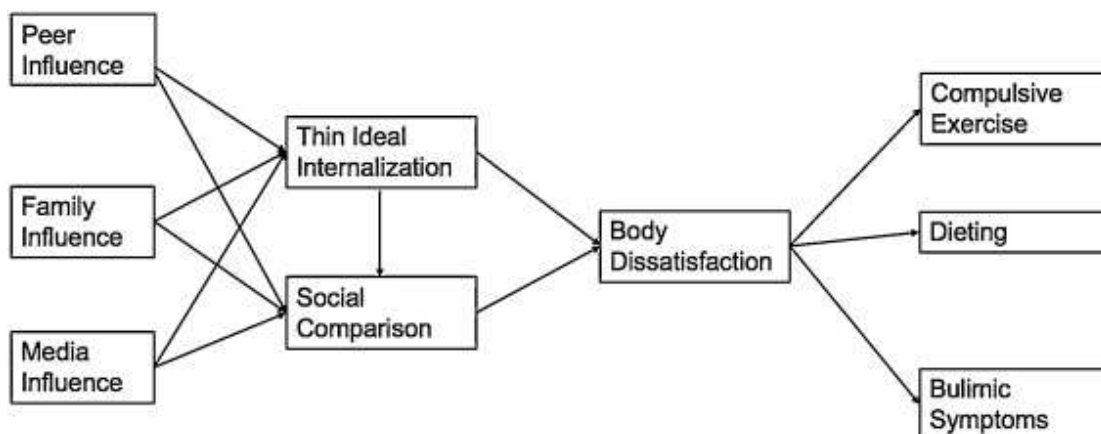 Peer
Influence
Family
Influence
Media
Influence
Thin Ideal
Internalization
Social
Comparison
Body
Dissatisfaction
Compulsive
Exercise
Dieting
Bulimic
Symptoms